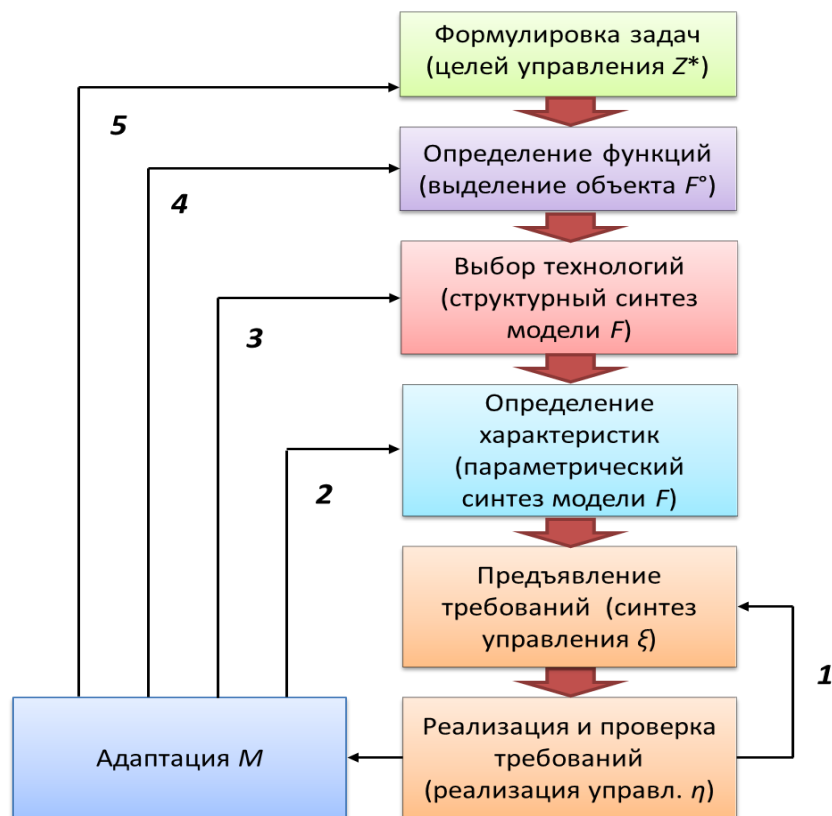 Формулировка задач
(целей управления Z*)
5
Определение функций
(выделение объекта F°)
4
Выбор технологий
(структурный синтез
модели F)
3
Определение
характеристик
(параметрический
синтез модели F)
2
Предъявление
требований (синтез
управления ξ)
1
Адаптация M
Реализация и проверка
требований
(реализация управл. η)